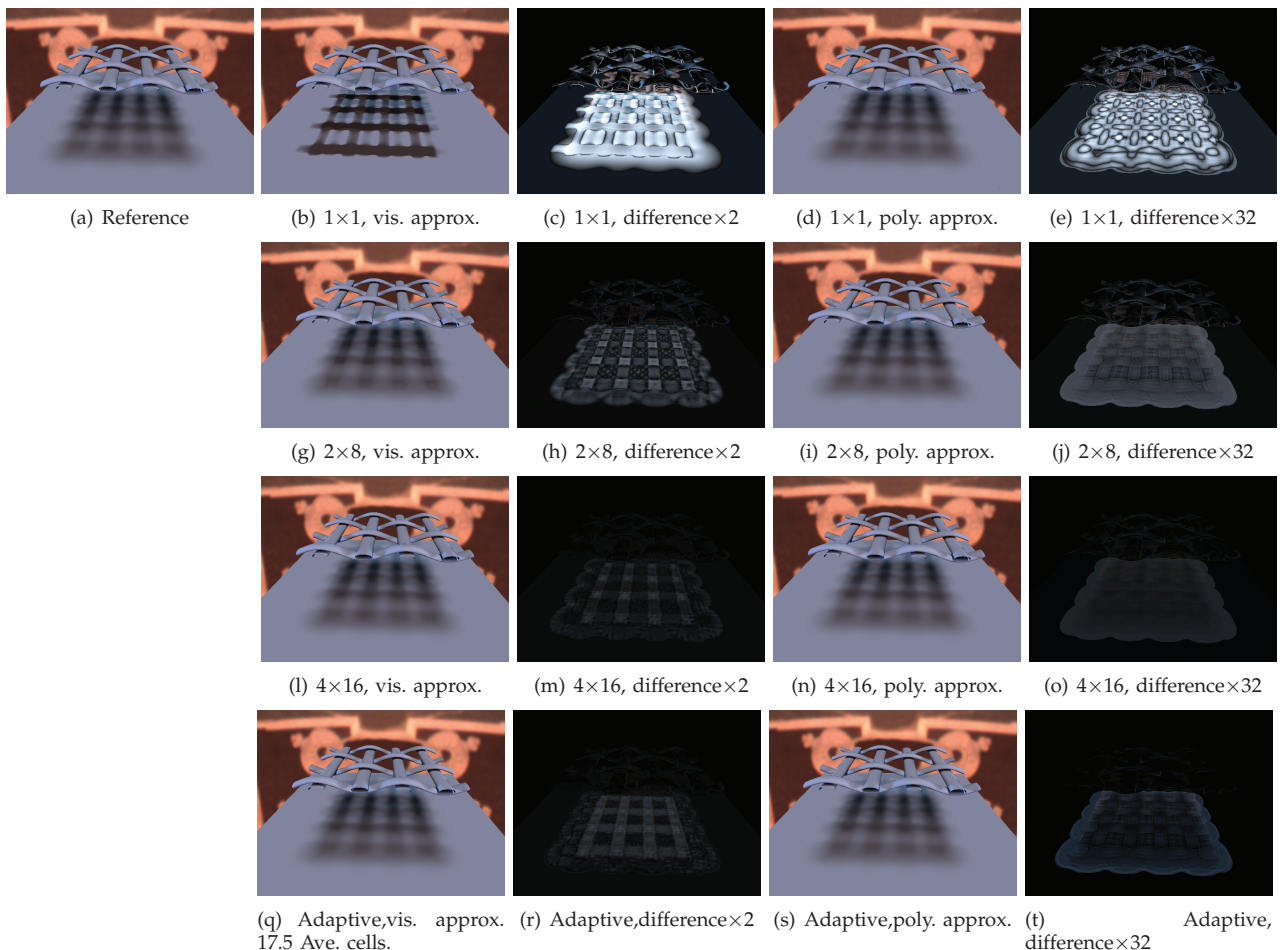 (a) Reference
(b) 1×1, vis. approx.
(c) 1×1, difference×2
(d) 1×1, poly. approx.
(e) 1×1, difference×32
(g) 2×8, vis. approx.
(h) 2×8, difference×2
(i) 2×8, poly. approx.
(j) 2×8, difference×32
(l) 4×16, vis. approx.
(m) 4×16, difference×2
(n) 4×16, poly. approx.
(o) 4×16, difference×32
(q) Adaptive,vis. approx.
17.5 Ave. cells.
(r) Adaptive,difference×2
(s) Adaptive,poly. approx.
(t) Adaptive,
difference×32